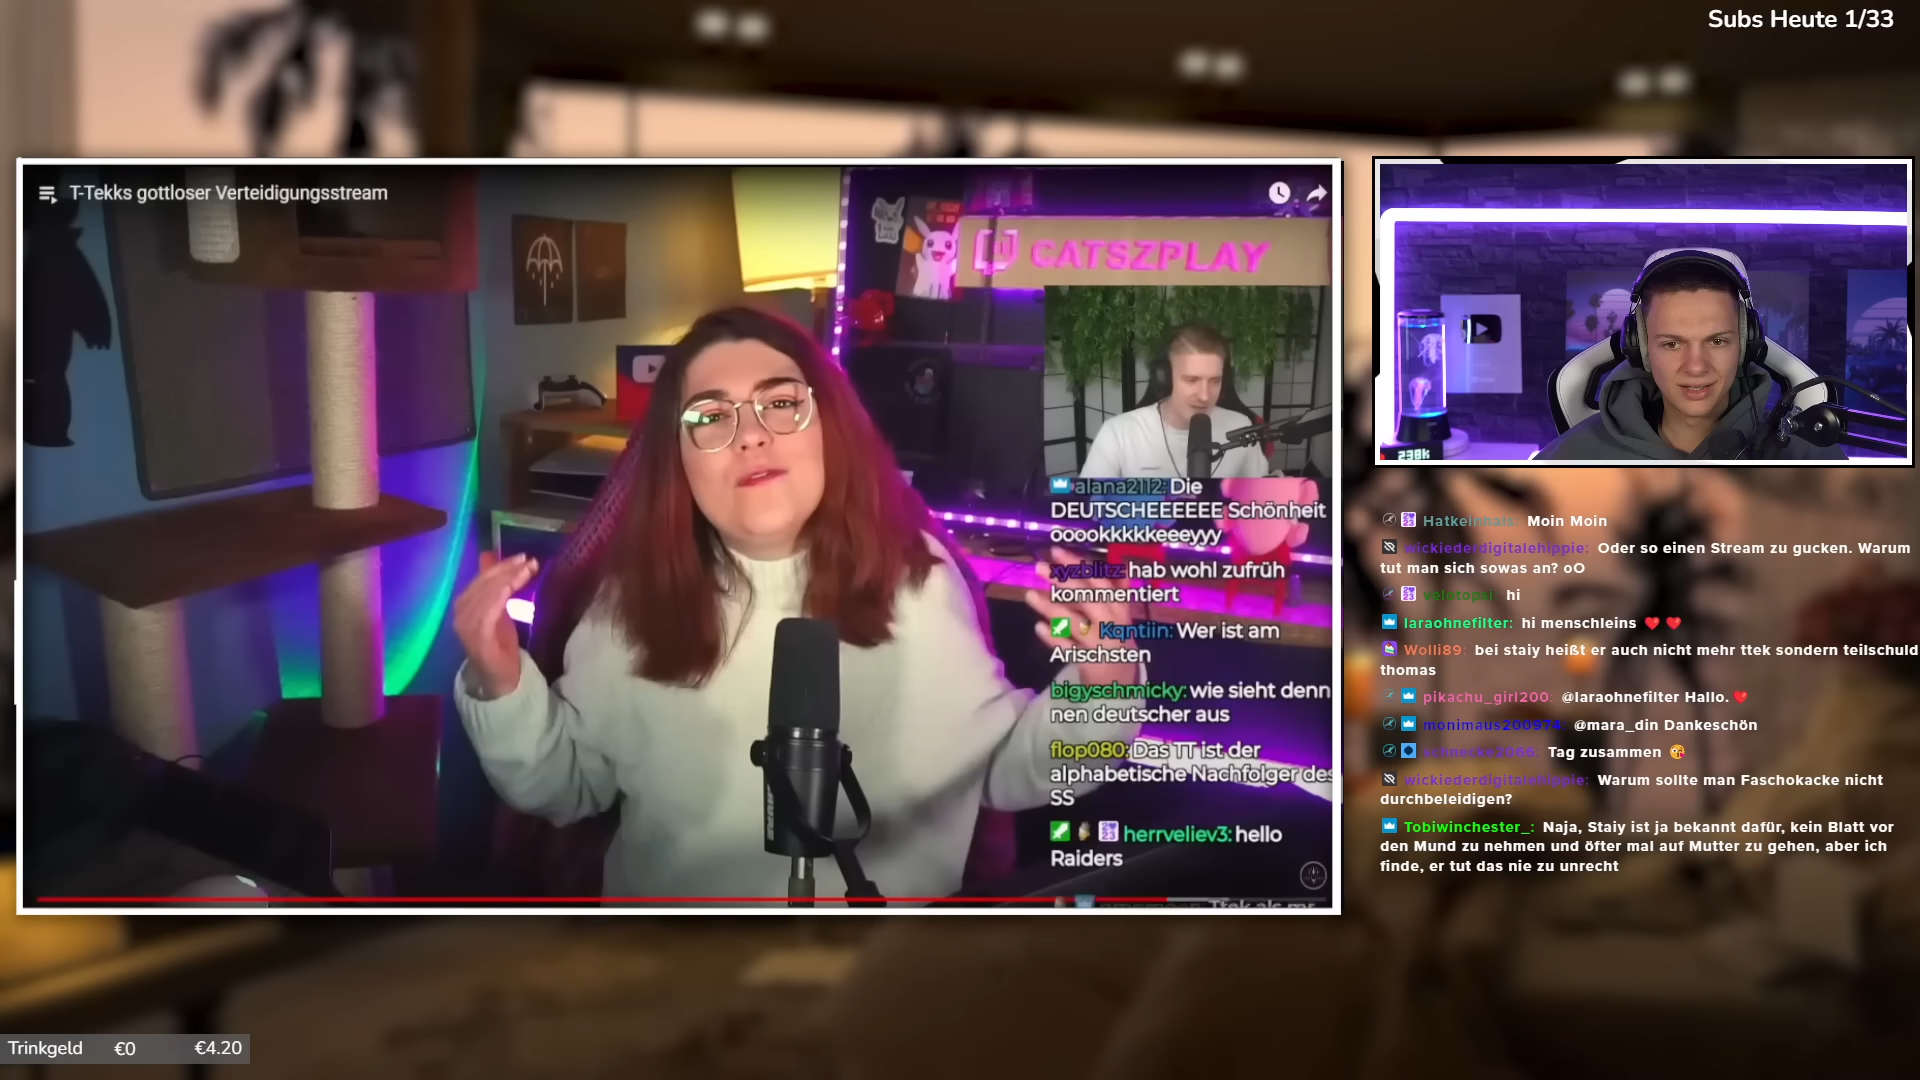 Subs Heute 1/33
T-Tekks gottloser Verteidigungsstream
CATSZPLAY
alana2112: Die
DEUTSCHEEEEEE Schönheit
ooookkkkkeeeyyy
xyzblitz: hab wohl zufrüh
kommentiert
Kqntiin: Wer ist am
Arischsten
bigyschmicky: wie sieht denn
nen deutscher aus
flop080: Das TT ist der
alphabetische Nachfolger des
SS
herrveliev3: hello
Raiders
238k
Moin Moin
wickiederdigitalehippie: Oder so einen Stream zu gucken. Warum
tut man sich sowas an? oO
hi
laraohnefilter: hi menschleins
Wolli89: bei staiy heißt er auch nicht mehr ttek sondern teilschuld
thomas
pikachu_girl200: @laraohnefilter Hallo.
@mara_din Dankeschön
Tag zusammen
wickiederdigitalehippie: Warum sollte man Faschokacke nicht
durchbeleidigen?
Tobiwinchester_: Naja, Staiy ist ja bekannt dafür, kein Blatt vor
den Mund zu nehmen und öfter mal auf Mutter zu gehen, aber ich
finde, er tut das nie zu unrecht
Trinkgeld €0 €4.20